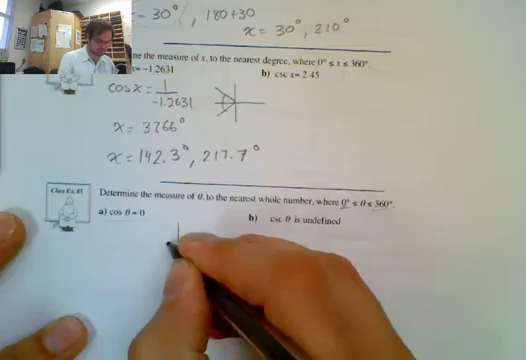 = 30°, 180+30
x = 30°, 210°
ne the measure of x, to the nearest degree, where 0° ≤ x ≤ 360°.
x= −1.2631
b) csc x= 2.45
cos x = 1
-1.2631
x = 3766°
x = 142.3°, 217.7°
Class Ex. #3
Determine the measure of θ, to the nearest whole number, where 0° ≤ θ ≤ 360°.
a) cos θ = 0
b) csc θ is undefined